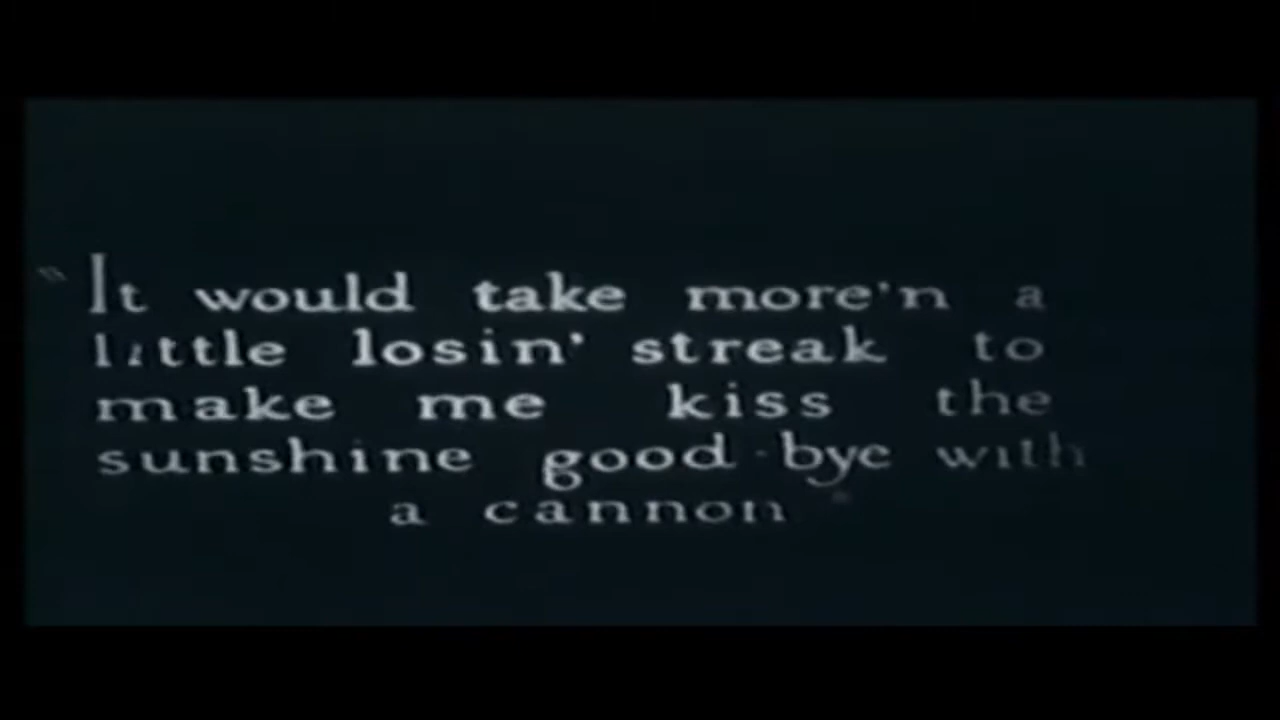 "It would take more'n a
little losin' streak to
make me kiss the
sunshine good-bye with
a cannon"